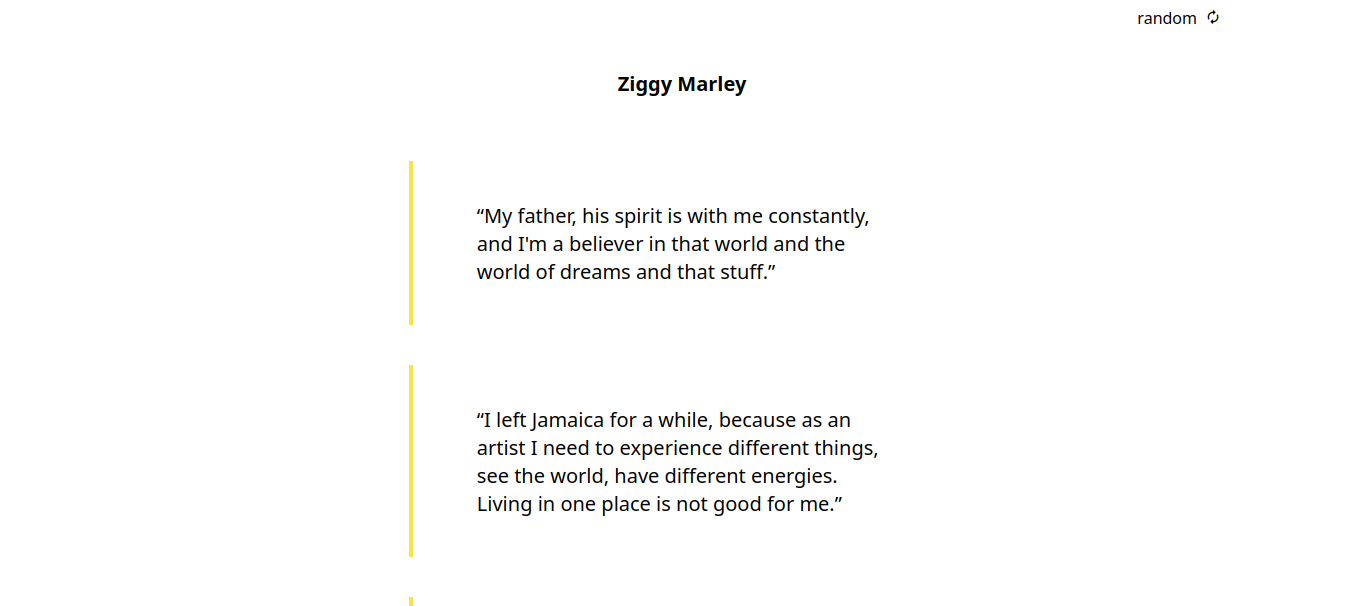 random
Ziggy Marley
“My father, his spirit is with me constantly,
and I'm a believer in that world and the
world of dreams and that stuff.”
“I left Jamaica for a while, because as an
artist I need to experience different things,
see the world, have different energies.
Living in one place is not good for me.”